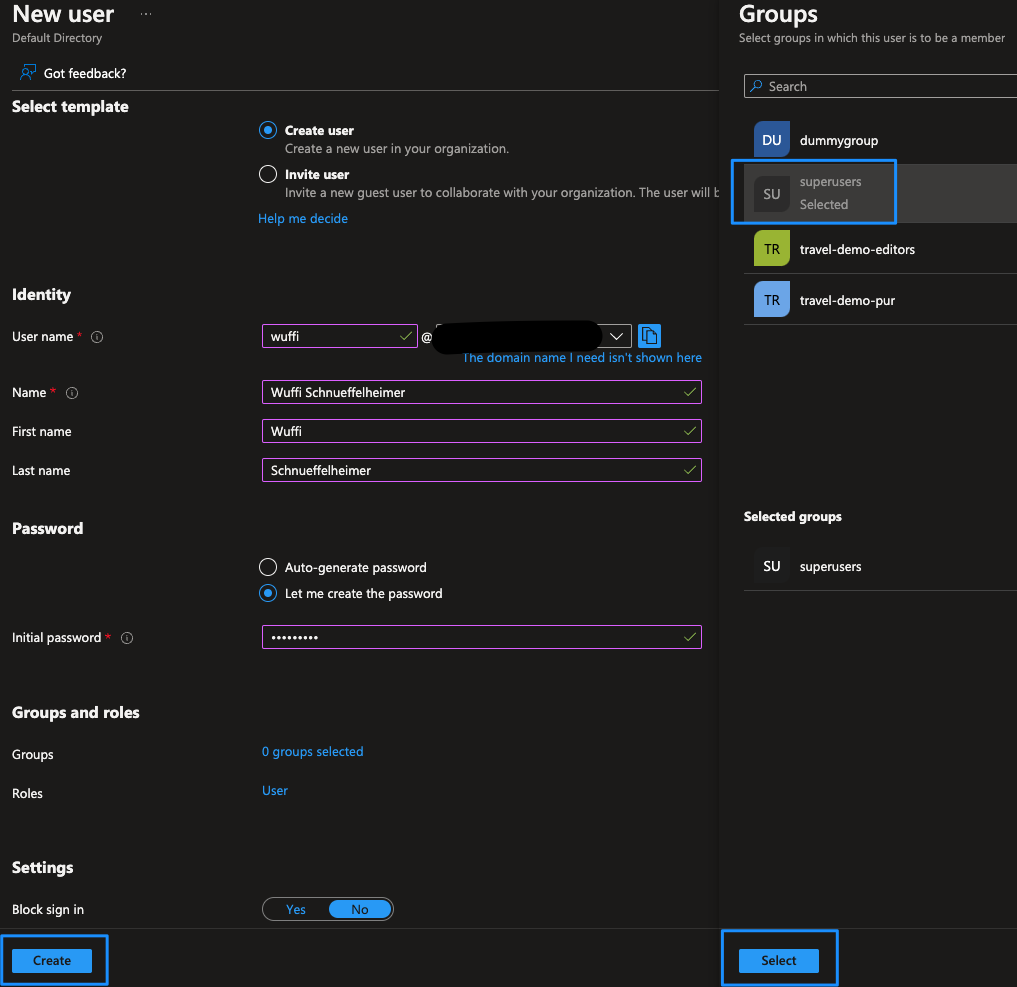 New user
...
Default Directory
Got feedback?
Select template
Create user
Create a new user in your organization.
Invite user
Invite a new guest user to collaborate with your organization. The user will b
Help me decide
Identity
User name *
wuffi
@
The domain name I need isn't shown here
Name *
Wuffi Schnueffelheimer
First name
Wuffi
Last name
Schnueffelheimer
Password
Auto-generate password
Let me create the password
Initial password *
•••••••••
Groups and roles
Groups
0 groups selected
Roles
User
Settings
Block sign in
Yes No
Create
Groups
Select groups in which this user is to be a member
Search
DU dummygroup
SU superusers
Selected
TR travel-demo-editors
TR travel-demo-pur
Selected groups
SU superusers
Select